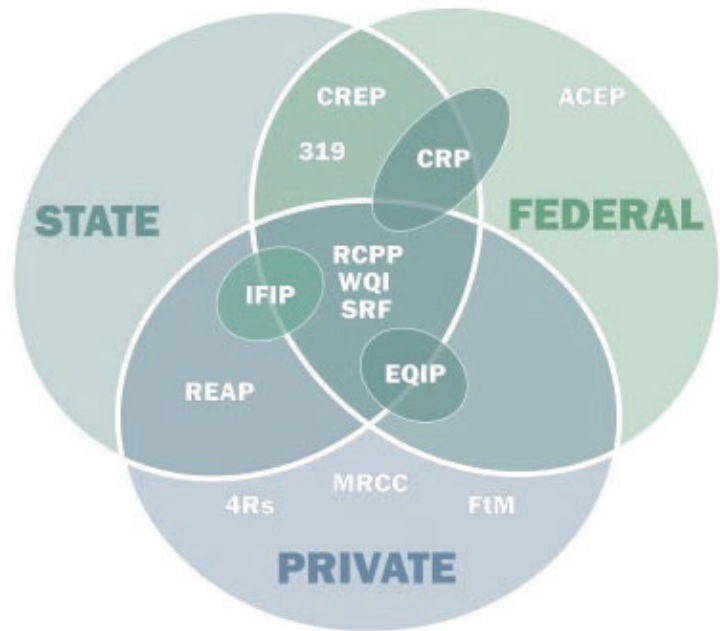 CREP
ACEP
319
CRP
STATE
FEDERAL
RCPP
WQI
SRF
IFIP
EQIP
REAP
MRCC
4Rs
FtM
PRIVATE